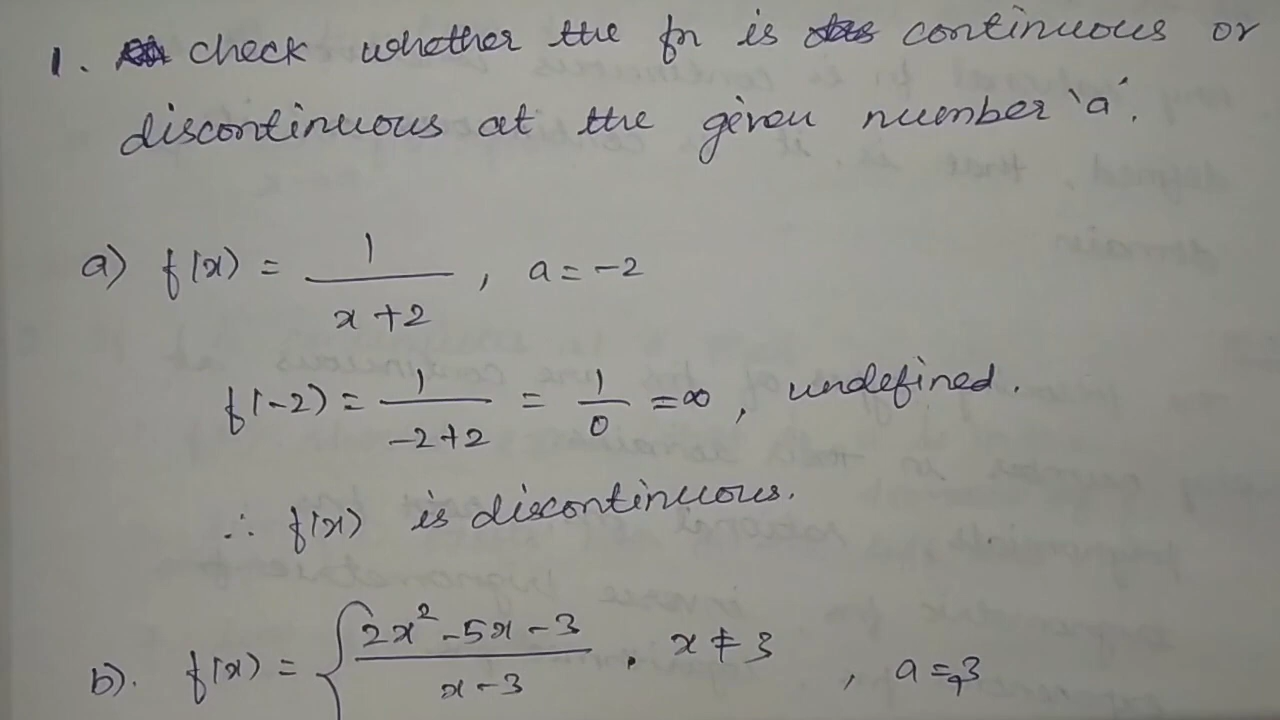 1. check whether the fn is continuous or
discontinuous at the given number 'a'.
a) f(x) = 1/(x+2), a = -2
f(-2) = 1/(-2+2) = 1/0 = ∞, undefined.
∴ f(x) is discontinuous.
b). f(x) = { (2x² - 5x - 3)/(x - 3), x ≠ 3, a = 3